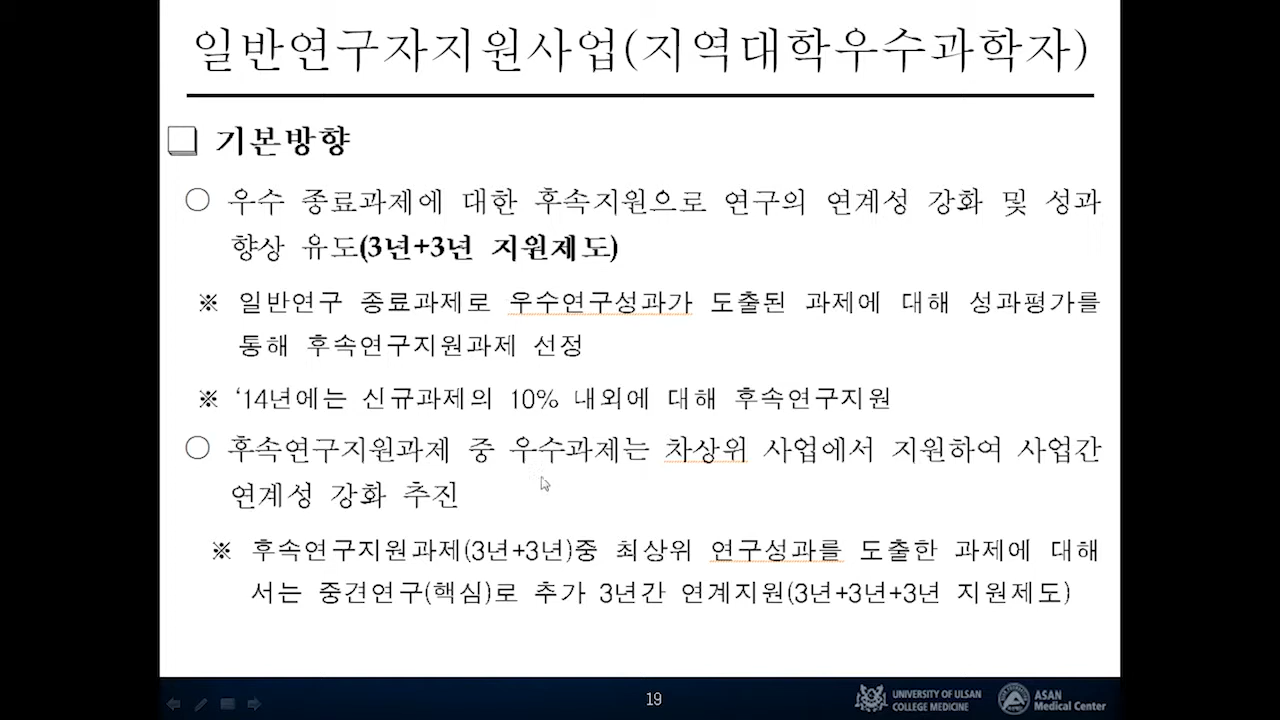 일반연구자지원사업(지역대학우수과학자)
❑ 기본방향
○ 우수 종료과제에 대한 후속지원으로 연구의 연계성 강화 및 성과
향상 유도(3년+3년 지원제도)
※ 일반연구 종료과제로 우수연구성과가 도출된 과제에 대해 성과평가를
통해 후속연구지원과제 선정
※ ‘14년에는 신규과제의 10% 내외에 대해 후속연구지원
○ 후속연구지원과제 중 우수과제는 차상위 사업에서 지원하여 사업간
연계성 강화 추진
※ 후속연구지원과제(3년+3년)중 최상위 연구성과를 도출한 과제에 대해
서는 중견연구(핵심)로 추가 3년간 연계지원(3년+3년+3년 지원제도)
19
UNIVERSITY OF ULSAN
COLLEGE MEDICINE
ASAN
Medical Center